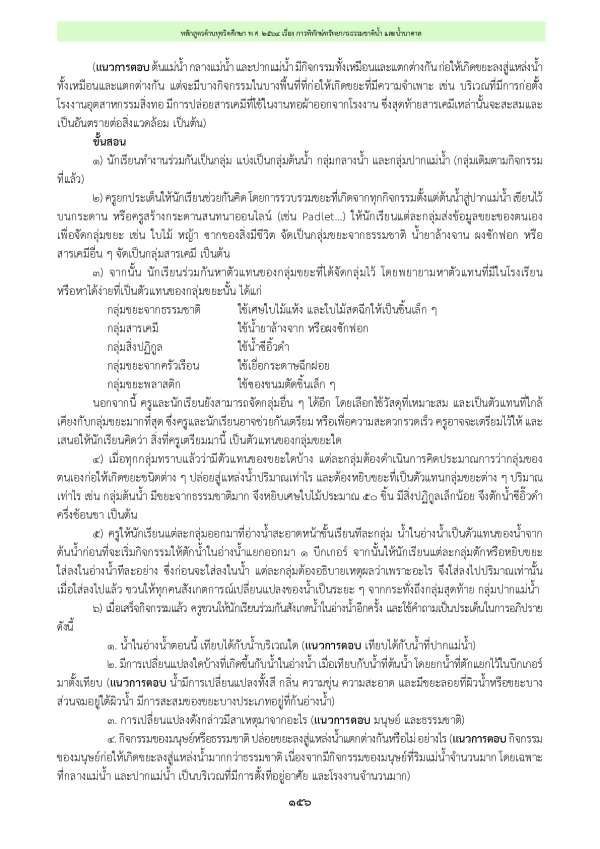 หลักสูตรต้านทุจริตศึกษา พ.ศ. ๒๕๖๔ เรื่อง การพิทักษ์ทรัพยากรธรรมชาติน้ำ และน้ำบาดาล
(แนวการตอบ ต้นแม่น้ำ กลางแม่น้ำ และปากแม่น้ำ มีกิจกรรมทั้งเหมือนและแตกต่างกัน ก่อให้เกิดขยะลงสู่แหล่งน้ำ
ทั้งเหมือนและแตกต่างกัน แต่จะมีบางกิจกรรมในบางพื้นที่ที่ก่อให้เกิดขยะที่มีความจำเพาะ เช่น บริเวณที่มีการก่อตั้ง
โรงงานอุตสาหกรรมสิ่งทอ มีการปล่อยสารเคมีที่ใช้ในงานทอผ้าออกจากโรงงาน ซึ่งสุดท้ายสารเคมีเหล่านั้นจะสะสมและ
เป็นอันตรายต่อสิ่งแวดล้อม เป็นต้น)
ขั้นสอน
๑) นักเรียนทำงานร่วมกันเป็นกลุ่ม แบ่งเป็นกลุ่มต้นน้ำ กลุ่มกลางน้ำ และกลุ่มปากแม่น้ำ (กลุ่มเดิมตามกิจกรรม
ที่แล้ว)
๒) ครูยกประเด็นให้นักเรียนช่วยกันคิด โดยการรวบรวมขยะที่เกิดจากทุกกิจกรรมตั้งแต่ต้นน้ำสู่ปากแม่น้ำ เขียนไว้
บนกระดาน หรือครูสร้างกระดานสนทนาออนไลน์ (เช่น Padlet...) ให้นักเรียนแต่ละกลุ่มส่งข้อมูลขยะของตนเอง
เพื่อจัดกลุ่มขยะ เช่น ใบไม้ หญ้า ซากของสิ่งมีชีวิต จัดเป็นกลุ่มขยะจากธรรมชาติ น้ำยาล้างจาน ผงซักฟอก หรือ
สารเคมีอื่น ๆ จัดเป็นกลุ่มสารเคมี เป็นต้น
๓) จากนั้น นักเรียนร่วมกันหาตัวแทนของกลุ่มขยะที่ได้จัดกลุ่มไว้ โดยพยายามหาตัวแทนที่มีในโรงเรียน
หรือหาได้ง่ายที่เป็นตัวแทนของกลุ่มขยะนั้น ได้แก่
กลุ่มขยะจากธรรมชาติ ใช้เศษใบไม้แห้ง และใบไม้สดฉีกให้เป็นชิ้นเล็ก ๆ
กลุ่มสารเคมี ใช้น้ำยาล้างจาก หรือผงซักฟอก
กลุ่มสิ่งปฏิกูล ใช้น้ำซีอิ้วดำ
กลุ่มขยะจากครัวเรือน ใช้เยื่อกระดาษฉีกฝอย
กลุ่มขยะพลาสติก ใช้ซองขนมตัดชิ้นเล็ก ๆ
นอกจากนี้ ครูและนักเรียนยังสามารถจัดกลุ่มอื่น ๆ ได้อีก โดยเลือกใช้วัสดุที่เหมาะสม และเป็นตัวแทนที่ใกล้
เคียงกับกลุ่มขยะมากที่สุด ซึ่งครูและนักเรียนอาจช่วยกันเตรียม หรือเพื่อความสะดวกรวดเร็ว ครูอาจจะเตรียมไว้ให้ และ
เสนอให้นักเรียนคิดว่า สิ่งที่ครูเตรียมมานี้ เป็นตัวแทนของกลุ่มขยะใด
๔) เมื่อทุกกลุ่มทราบแล้วว่ามีตัวแทนของขยะใดบ้าง แต่ละกลุ่มต้องดำเนินการคิดประมาณการว่ากลุ่มของ
ตนเองก่อให้เกิดขยะชนิดต่าง ๆ ปล่อยสู่แหล่งน้ำปริมาณเท่าไร และต้องหยิบขยะที่เป็นตัวแทนกลุ่มขยะต่าง ๆ ปริมาณ
เท่าไร เช่น กลุ่มต้นน้ำ มีขยะจากธรรมชาติมาก จึงหยิบเศษใบไม้ประมาณ ๕๐ ชิ้น มีสิ่งปฏิกูลเล็กน้อย จึงตักน้ำซีอิ๊วดำ
ครึ่งช้อนชา เป็นต้น
๕) ครูให้นักเรียนแต่ละกลุ่มออกมาที่อ่างน้ำสะอาดหน้าชั้นเรียนทีละกลุ่ม น้ำในอ่างน้ำเป็นตัวแทนของน้ำจาก
ต้นน้ำก่อนที่จะเริ่มกิจกรรมให้ตักน้ำในอ่างน้ำแยกออกมา ๑ บีกเกอร์ จากนั้นให้นักเรียนแต่ละกลุ่มตักหรือหยิบขยะ
ใส่ลงในอ่างน้ำทีละอย่าง ซึ่งก่อนจะใส่ลงในน้ำ แต่ละกลุ่มต้องอธิบายเหตุผลว่าเพราะอะไร จึงใส่ลงไปปริมาณเท่านั้น
เมื่อใส่ลงไปแล้ว ชวนให้ทุกคนสังเกตการณ์เปลี่ยนแปลงของน้ำเป็นระยะ ๆ จากกระทั่งถึงกลุ่มสุดท้าย กลุ่มปากแม่น้ำ
๖) เมื่อเสร็จกิจกรรมแล้ว ครูชวนให้นักเรียนร่วมกันสังเกตน้ำในอ่างน้ำอีกครั้ง และใช้คำถามเป็นประเด็นในการอภิปราย
ดังนี้
๑. น้ำในอ่างน้ำตอนนี้ เทียบได้กับน้ำบริเวณใด (แนวการตอบ เทียบได้กับน้ำที่ปากแม่น้ำ)
๒. มีการเปลี่ยนแปลงใดบ้างที่เกิดขึ้นกับน้ำในอ่างน้ำ เมื่อเทียบกับน้ำที่ต้นน้ำ โดยยกน้ำที่ตักแยกไว้ในบีกเกอร์
มาตั้งเทียบ (แนวการตอบ น้ำมีการเปลี่ยนแปลงทั้งสี กลิ่น ความขุ่น ความสะอาด และมีขยะลอยที่ผิวน้ำหรือขยะบาง
ส่วนจมอยู่ใต้ผิวน้ำ มีการสะสมของขยะบางประเภทอยู่ที่ก้นอ่างน้ำ)
๓. การเปลี่ยนแปลงดังกล่าวมีสาเหตุมาจากอะไร (แนวการตอบ มนุษย์ และธรรมชาติ)
๔. กิจกรรมของมนุษย์หรือธรรมชาติ ปล่อยขยะลงสู่แหล่งน้ำแตกต่างกันหรือไม่ อย่างไร (แนวการตอบ กิจกรรม
ของมนุษย์ก่อให้เกิดขยะลงสู่แหล่งน้ำมากกว่าธรรมชาติ เนื่องจากมีกิจกรรมของมนุษย์ที่ริมแม่น้ำจำนวนมาก โดยเฉพาะ
ที่กลางแม่น้ำ และปากแม่น้ำ เป็นบริเวณที่มีการตั้งที่อยู่อาศัย และโรงงานจำนวนมาก)
๑๕๖